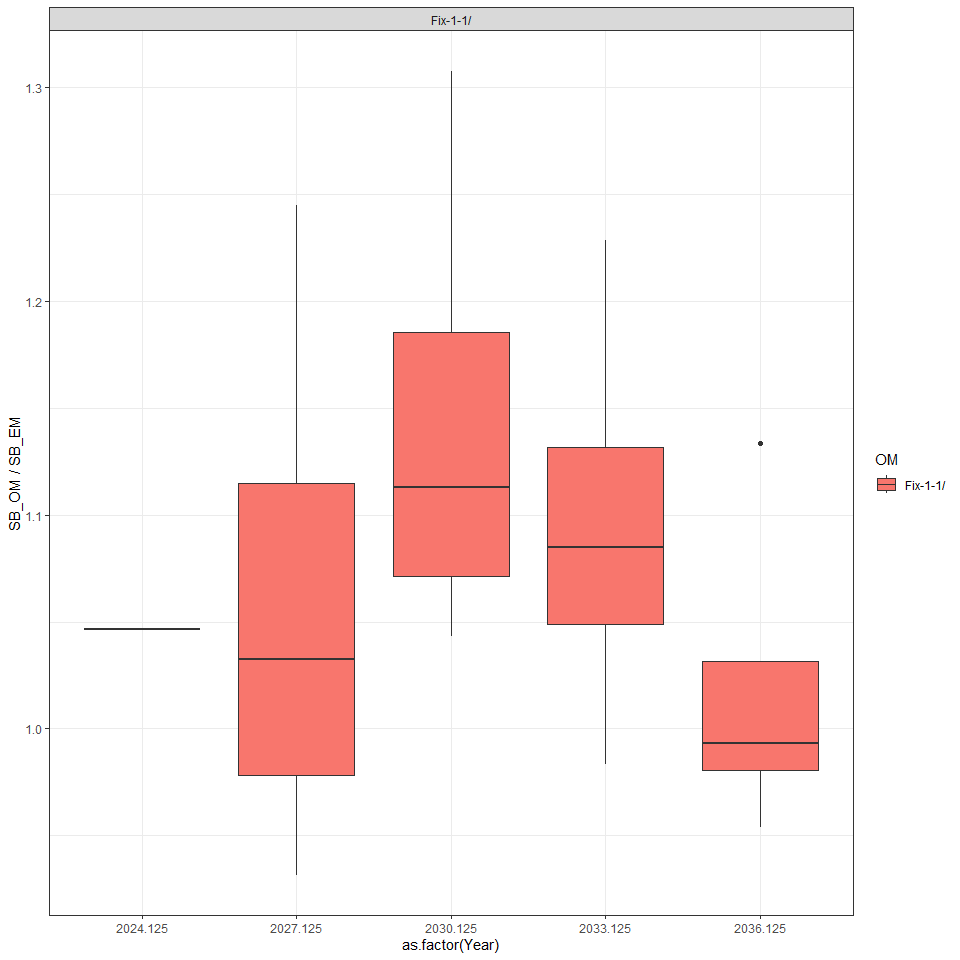 Fix-1-1/
1.3
1.2
1.1
1.0
SB_OM / SB_EM
2024.125 2027.125 2030.125 2033.125 2036.125
as.factor(Year)
OM
Fix-1-1/